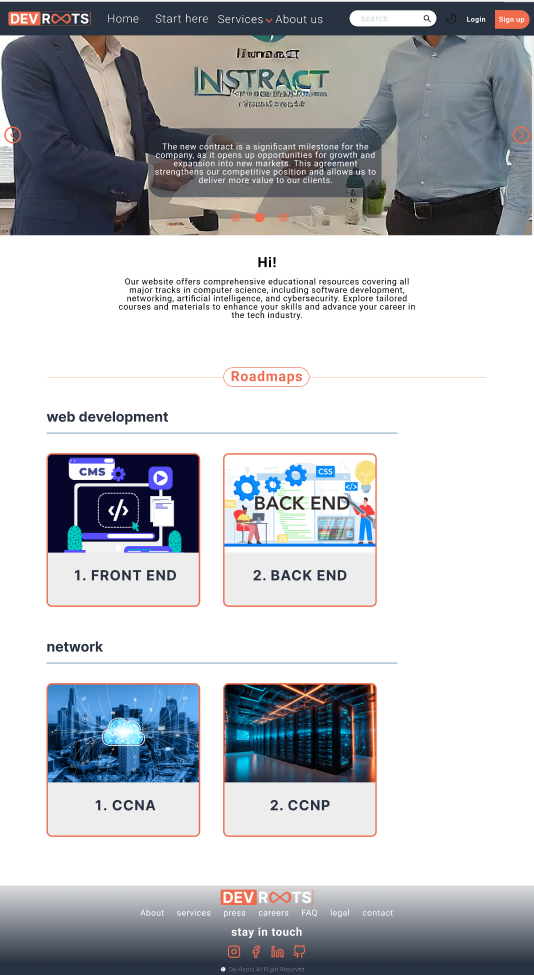 DEV ROOTS
Home Start here Services About us search Login Sign up
INSTRACT
The new contract is a significant milestone for the
company, as it opens up opportunities for growth and
expansion into new markets. This agreement
strengthens our competitive position and allows us to
deliver more value to our clients.
Hi!
Our website offers comprehensive educational resources covering all
major tracks in computer science, including software development,
networking, artificial intelligence, and cybersecurity. Explore tailored
courses and materials to enhance your skills and advance your career in
the tech industry.
Roadmaps
web development
CMS
</>
1. FRONT END
CSS
</>
BACK END
2. BACK END
network
1. CCNA
2. CCNP
DEV ROOTS
About services press careers FAQ legal contact
stay in touch
Dev-Roots All Right Reserved